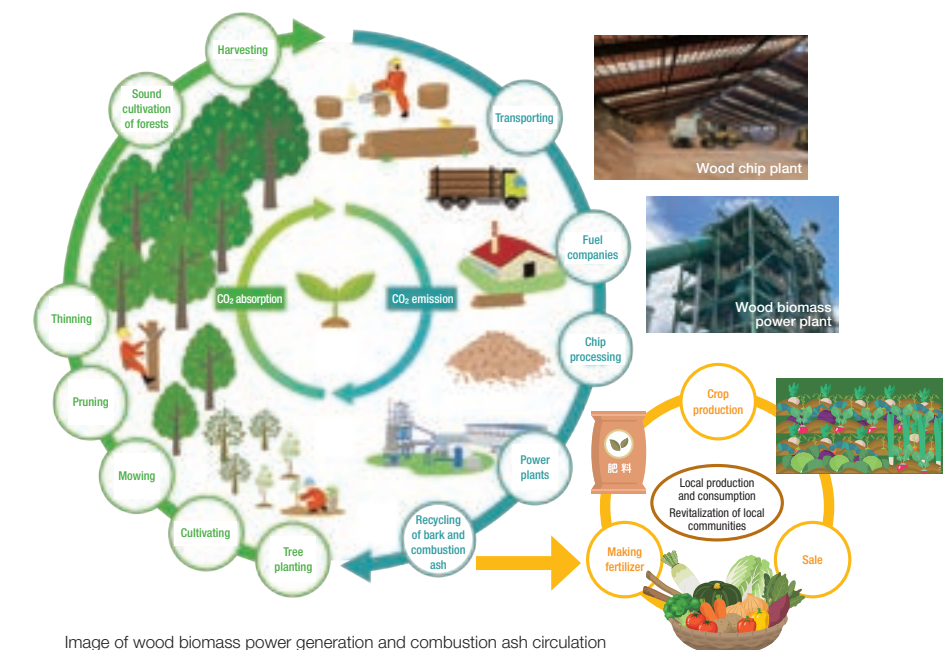 Harvesting
Sound
cultivation
of forests
Thinning
Pruning
Mowing
Cultivating
Tree
planting
Transporting
Fuel
companies
Chip
processing
Power
plants
Recycling
of bark and
combustion
ash
CO₂ absorption
CO₂ emission
Wood chip plant
Wood biomass
power plant
Crop
production
肥料
Local production
and consumption
Revitalization of local
communities
Making
fertilizer
Sale
Image of wood biomass power generation and combustion ash circulation